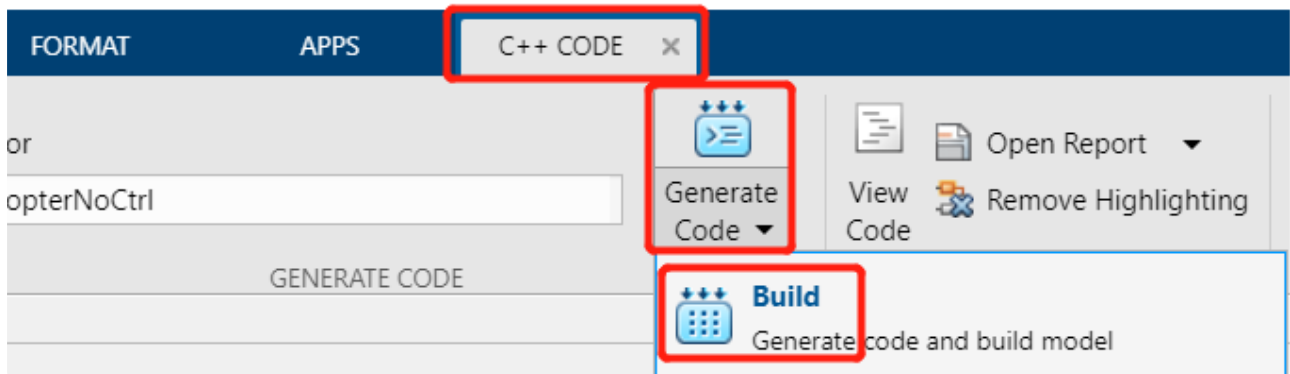 FORMAT APPS C++ CODE
or
opterNoCtrl
GENERATE CODE
Generate
Code
View
Code
Open Report
Remove Highlighting
Build
Generate code and build model